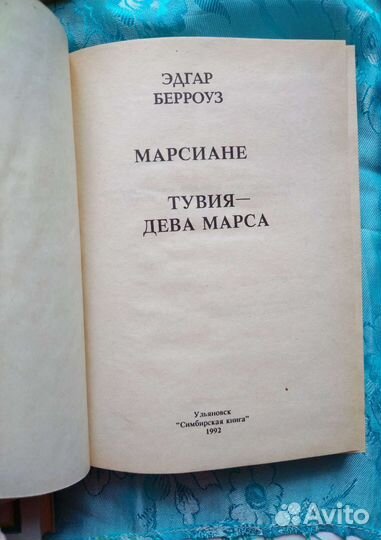 ЭДГАР
БЕРРОУЗ
МАРСИАНЕ
ТУВИЯ—
ДЕВА МАРСА
Ульяновск
"Симбирская книга"
1992
Avito